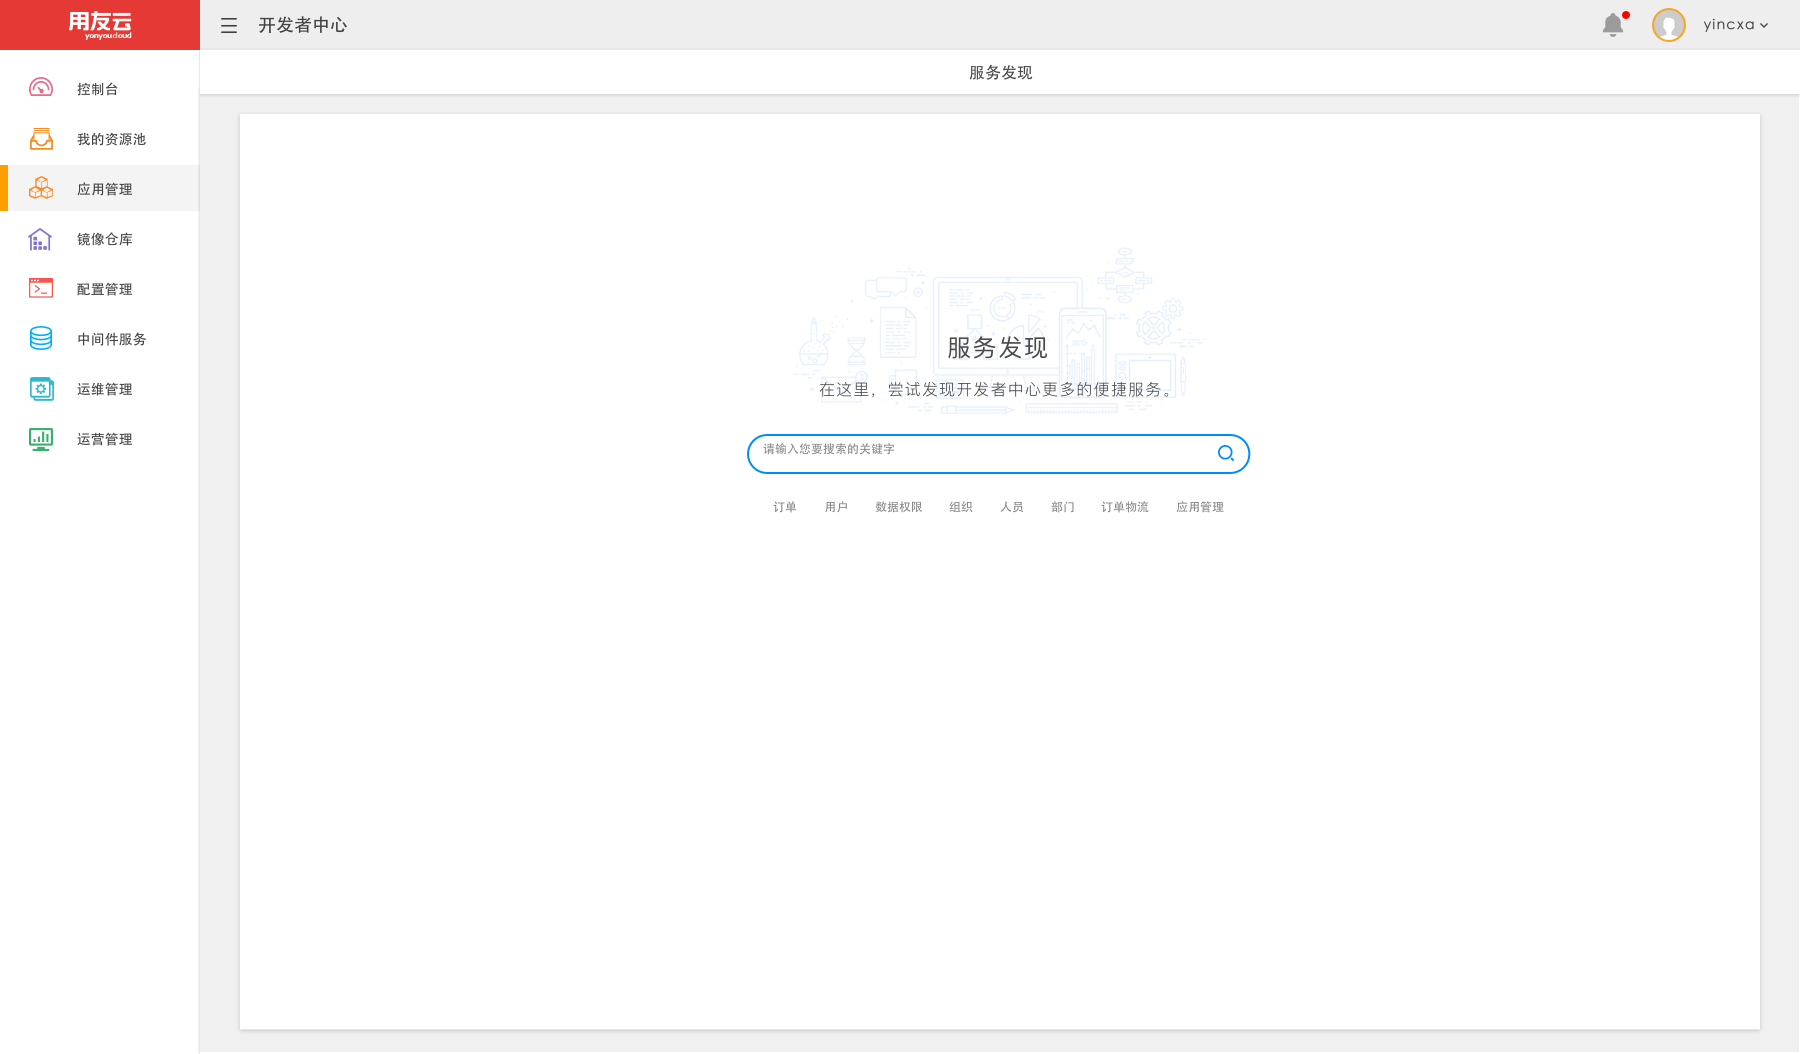 用友云
yonyoucloud
开发者中心
yincxa
服务发现
控制台
我的资源池
应用管理
镜像仓库
配置管理
中间件服务
运维管理
运营管理
服务发现
在这里，尝试发现开发者中心更多的便捷服务。
请输入您要搜索的关键字
订单 用户 数据权限 组织 人员 部门 订单物流 应用管理